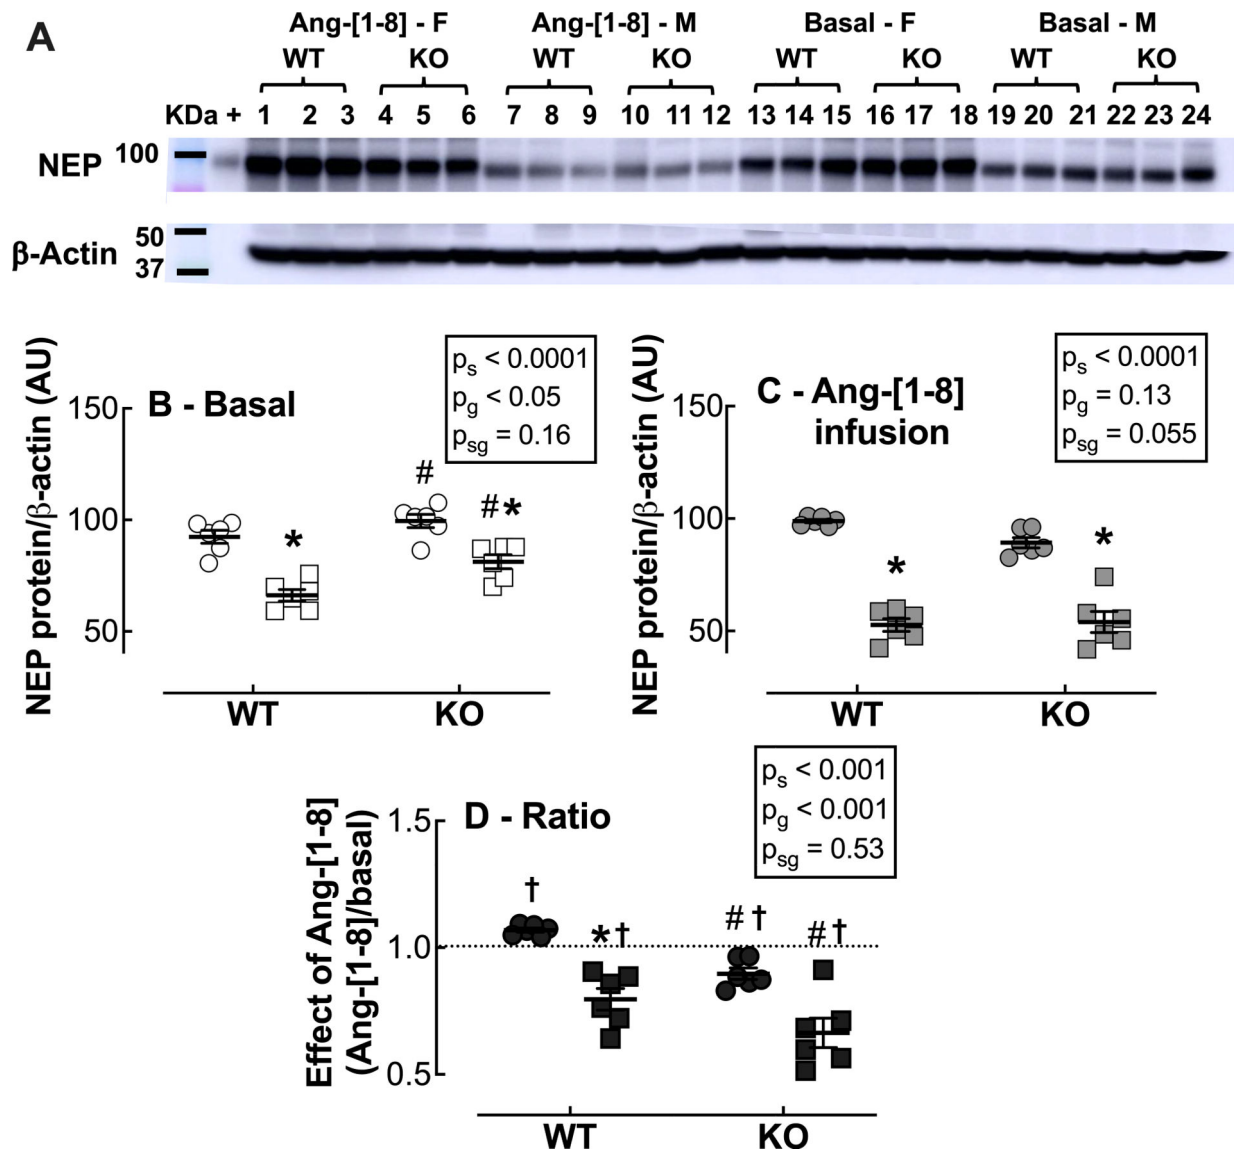 A
Ang-[1-8] - F Ang-[1-8] - M Basal - F Basal - M
WT KO WT KO WT KO WT KO
KDa + 1 2 3 4 5 6 7 8 9 10 11 12 13 14 15 16 17 18 19 20 21 22 23 24
NEP 100
50
β-Actin
37
NEP protein/β-actin (AU)
B - Basal
ps < 0.0001
pg < 0.05
psg = 0.16
150
100
50
*
#
#*
WT KO
NEP protein/β-actin (AU)
C - Ang-[1-8]
infusion
ps < 0.0001
pg = 0.13
psg = 0.055
150
100
50
*
*
WT KO
Effect of Ang-[1-8]
(Ang-[1-8]/basal)
D - Ratio
ps < 0.001
pg < 0.001
psg = 0.53
1.5
1.0
0.5
†
*†
#†
#†
WT KO